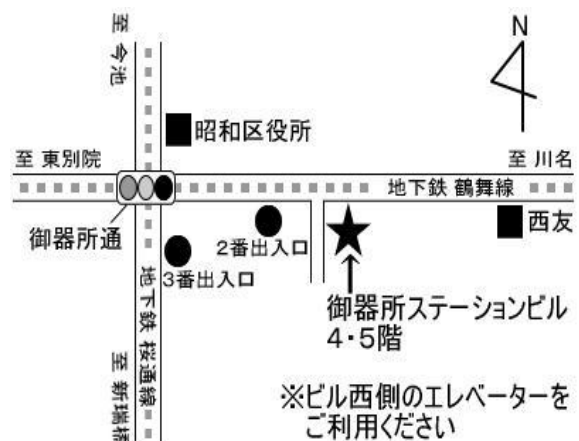 至 今池
N
昭和区役所
至 東別院
至 川名
地下鉄 鶴舞線
御器所通
2番出入口
西友
3番出入口
地下鉄 桜通線
御器所ステーションビル
4・5階
至 新瑞橋
※ビル西側のエレベーターを
ご利用ください